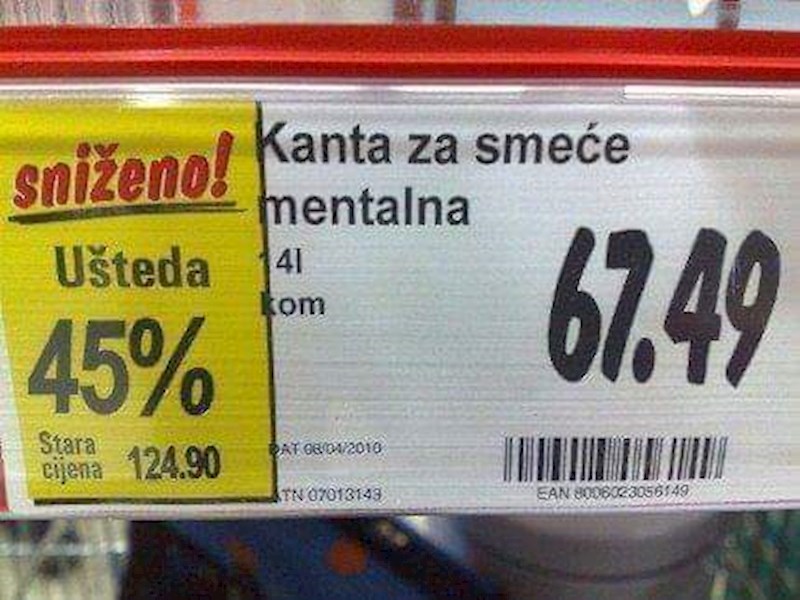 sniženo!
Ušteda
45%
Stara
cijena 124.90
Kanta za smeće
mentalna
14l
kom
67.49
DAT 08/04/2010
ATN 07013143
EAN 8006023056149